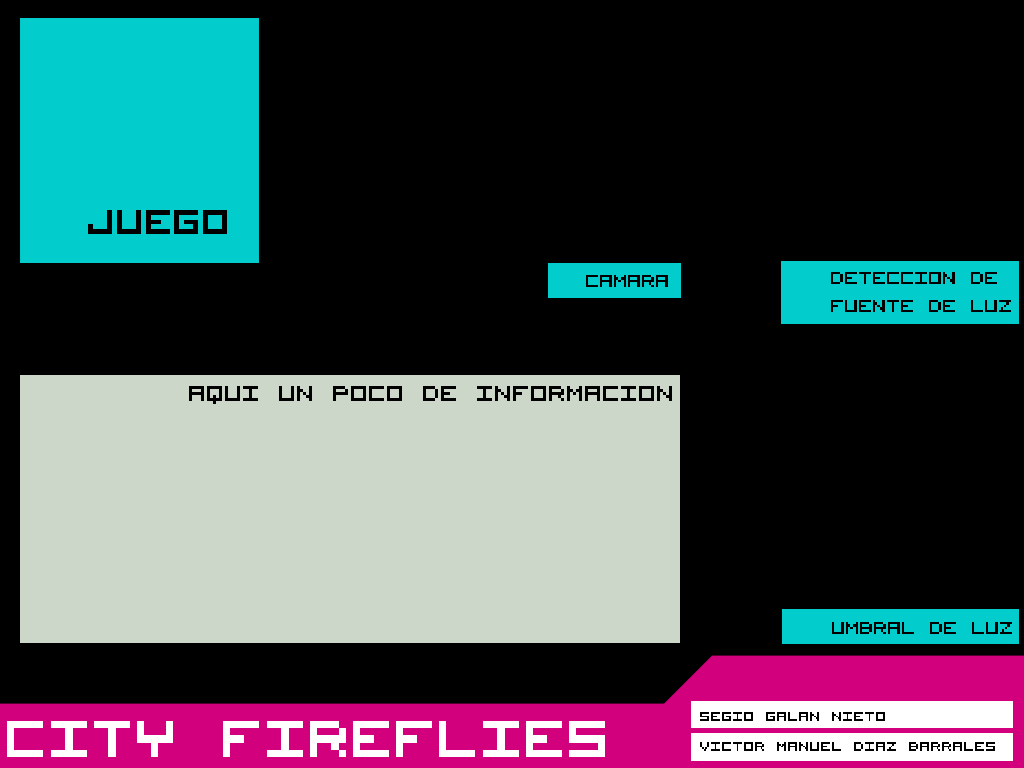 JUEGO
CAMARA
DETECCION DE
FUENTE DE LUZ
AQUI UN POCO DE INFORMACION
UMBRAL DE LUZ
CITY FIREFLIES
SEGIO GALAN NIETO
VICTOR MANUEL DIAZ BARRALES